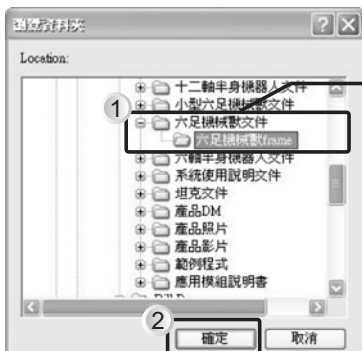 瀏覽資料夾
Location:
十二軸半身機器人文件
1
小型六足機械獸文件
六足機械獸文件
六足機械獸frame
六軸半身機器人文件
系統使用說明文件
坦克文件
產品DM
產品照片
產品影片
範例程式
應用模組說明書
2
確定
取消